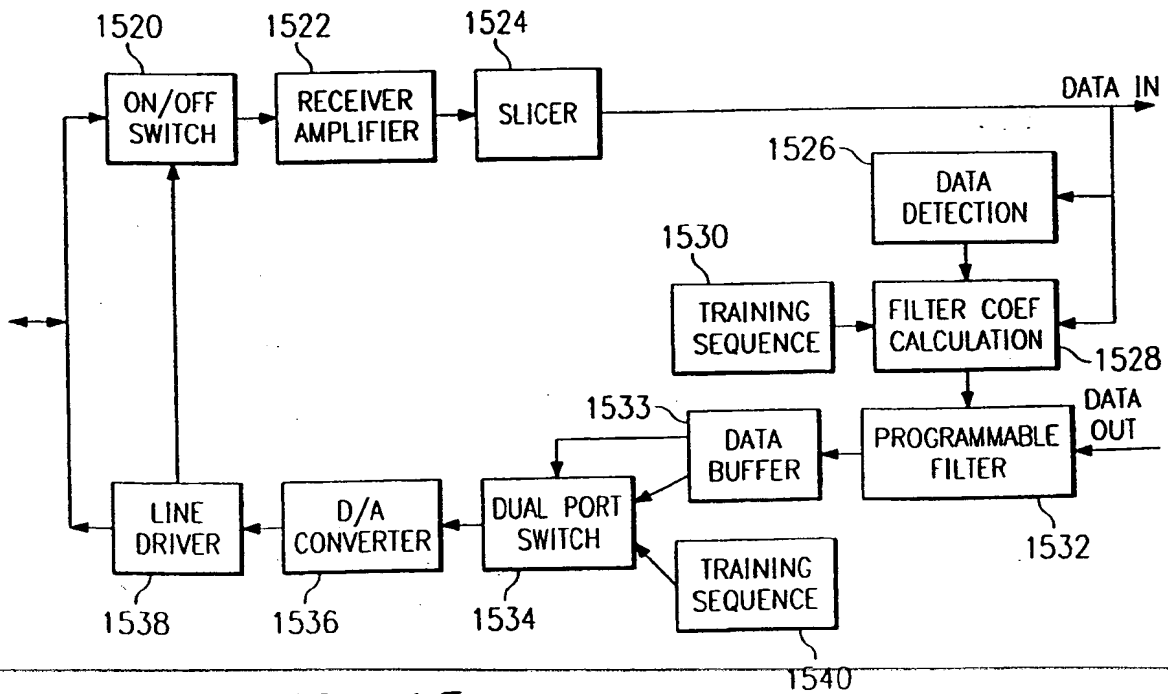 1520
1522
1524
ON/OFF
SWITCH
RECEIVER
AMPLIFIER
SLICER
DATA IN
1526
DATA
DETECTION
1530
TRAINING
SEQUENCE
FILTER COEF
CALCULATION
1528
1533
DATA
BUFFER
PROGRAMMABLE
FILTER
DATA
OUT
1532
LINE
DRIVER
D/A
CONVERTER
DUAL PORT
SWITCH
TRAINING
SEQUENCE
1538
1536
1534
1540